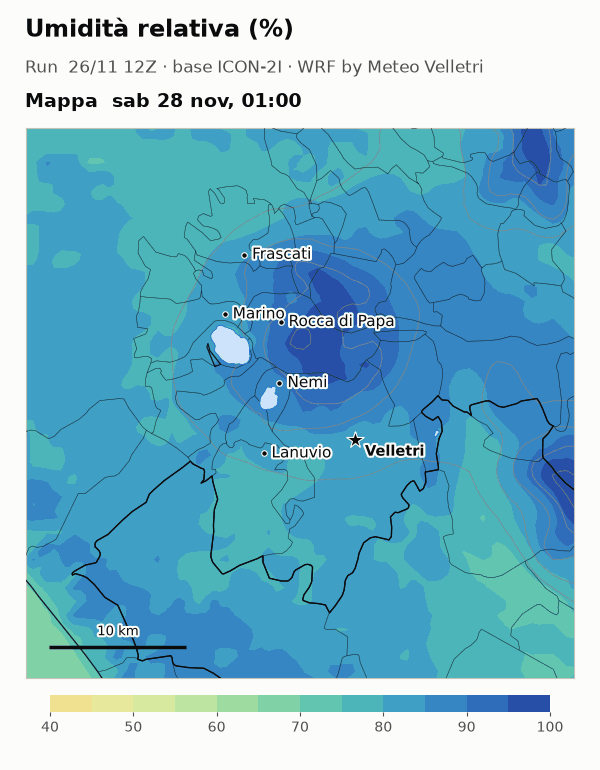 Umidità relativa (%)
Run  26/11 12Z · base ICON-2I · WRF by Meteo Velletri
Mappa  sab 28 nov, 01:00
Frascati
Marino
Rocca di Papa
Nemi
Velletri
Lanuvio
10 km
40 50 60 70 80 90 100